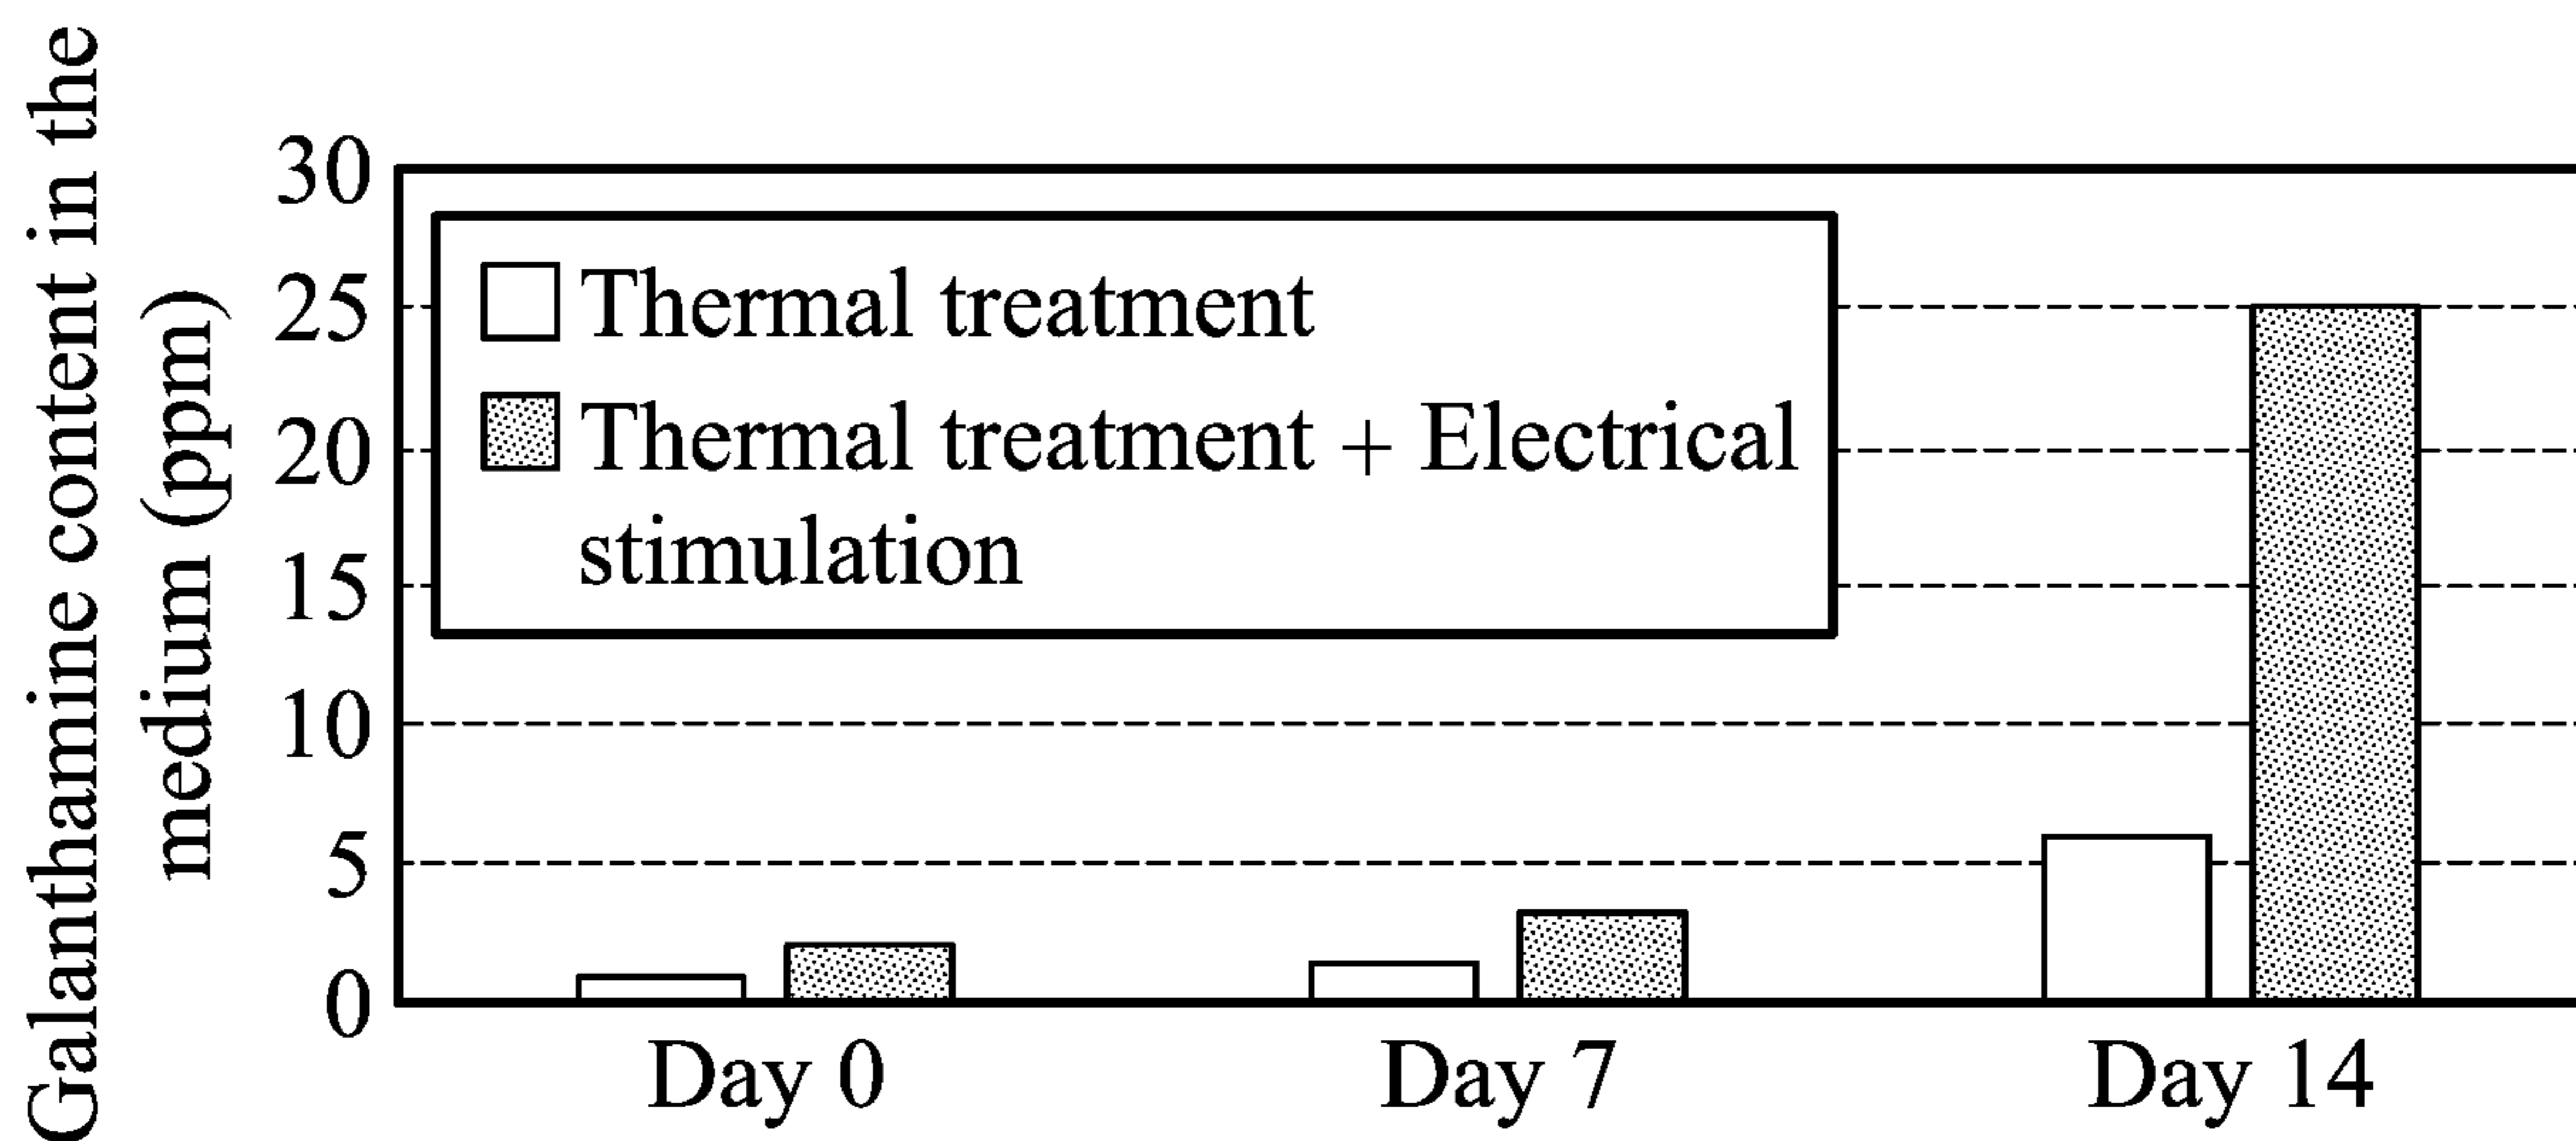 Galanthamine content in the
medium (ppm)
30
25
20
15
10
5
0
Thermal treatment
Thermal treatment + Electrical
stimulation
Day 0
Day 7
Day 14